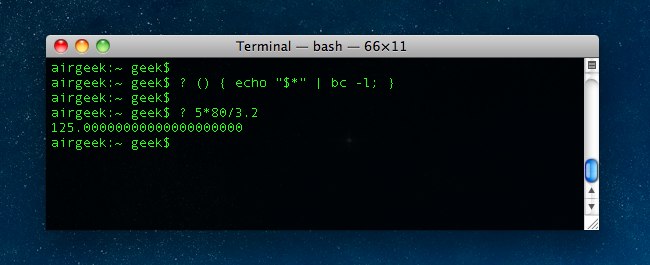 Terminal — bash — 66×11
airgeek:~ geek$
airgeek:~ geek$ ? () { echo "$*" | bc -l; }
airgeek:~ geek$
airgeek:~ geek$ ? 5*80/3.2
125.00000000000000000000
airgeek:~ geek$